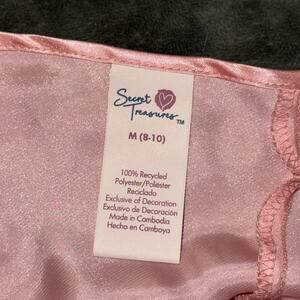 Secret
Treasures TM
M (8-10)
100% Recycled
Polyester/Poliéster
Reciclado
Exclusive of Decoration
Exclusivo de Decoración
Made in Cambodia
Hecho en Camboya